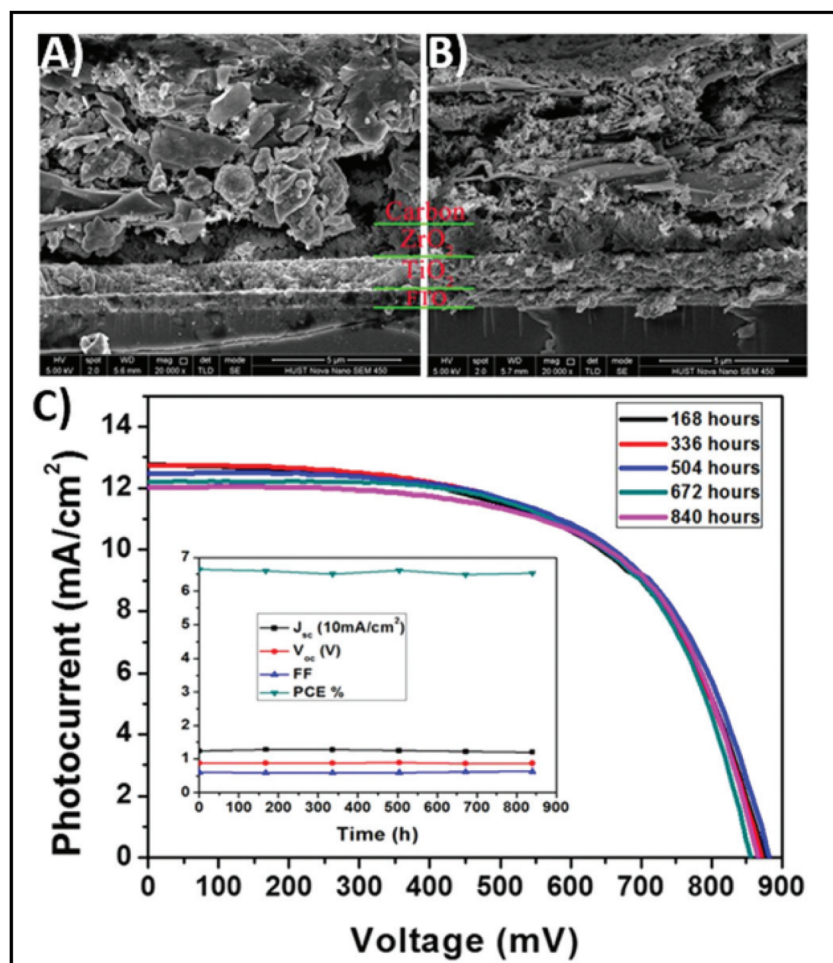 A)
B)
Carbon
ZrO2
TiO2
FTO
HV spot WD mag □ det mode 5 µm
5.00 kV 2.0 5.6 mm 20 000 x TLD SE HUST Nova Nano SEM 450
HV spot WD mag □ det mode 5 µm
5.00 kV 2.0 5.7 mm 20 000 x TLD SE HUST Nova Nano SEM 450
C)
Photocurrent (mA/cm²)
14
12
10
8
6
4
2
0
168 hours
336 hours
504 hours
672 hours
840 hours
7
6
5
4
3
2
1
0
Jsc (10mA/cm²)
Voc (V)
FF
PCE %
0 100 200 300 400 500 600 700 800 900
Time (h)
0 100 200 300 400 500 600 700 800 900
Voltage (mV)